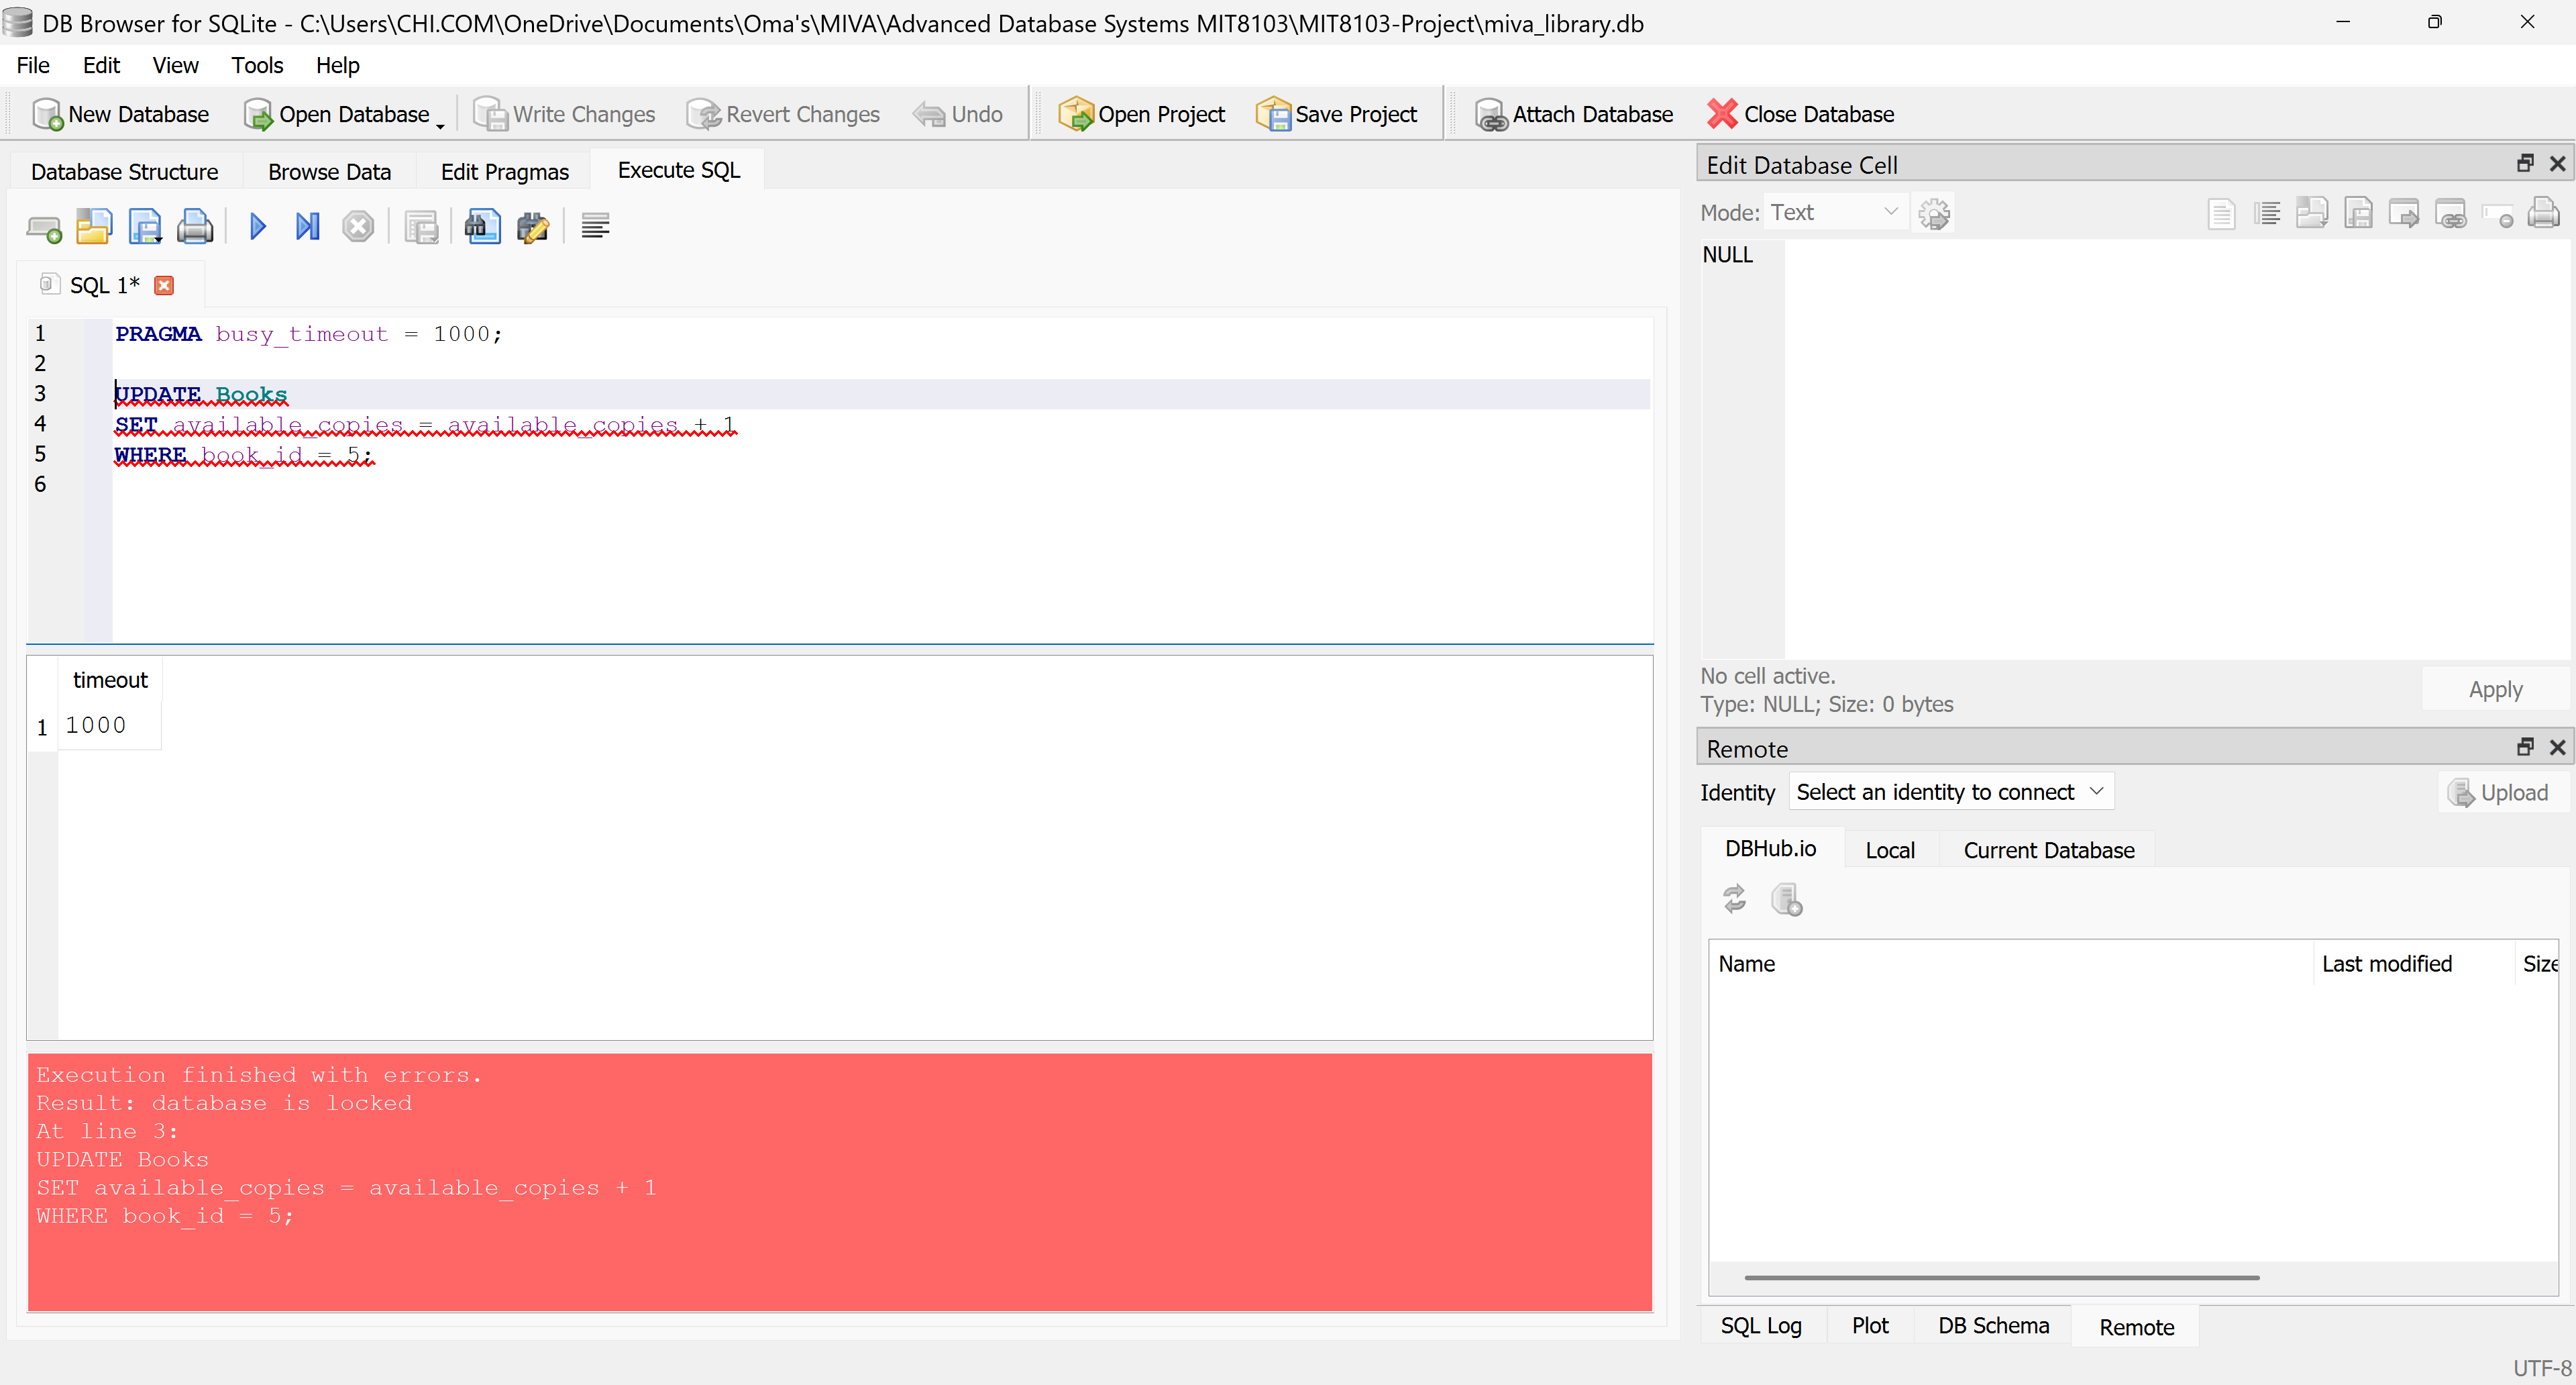 DB Browser for SQLite - C:\Users\CHI.COM\OneDrive\Documents\Oma's\MIVA\Advanced Database Systems MIT8103\MIT8103-Project\miva_library.db
File Edit View Tools Help
New Database Open Database Write Changes Revert Changes Undo Open Project Save Project Attach Database Close Database
Database Structure Browse Data Edit Pragmas Execute SQL
SQL 1*
1 PRAGMA busy_timeout = 1000;
2
3 UPDATE Books
4 SET available_copies = available_copies + 1
5 WHERE book_id = 5;
6
timeout
1 1000
Execution finished with errors.
Result: database is locked
At line 3:
UPDATE Books
SET available_copies = available_copies + 1
WHERE book_id = 5;
Edit Database Cell
Mode: Text
NULL
No cell active.
Type: NULL; Size: 0 bytes
Apply
Remote
Identity Select an identity to connect Upload
DBHub.io Local Current Database
Name Last modified Size
SQL Log Plot DB Schema Remote
UTF-8